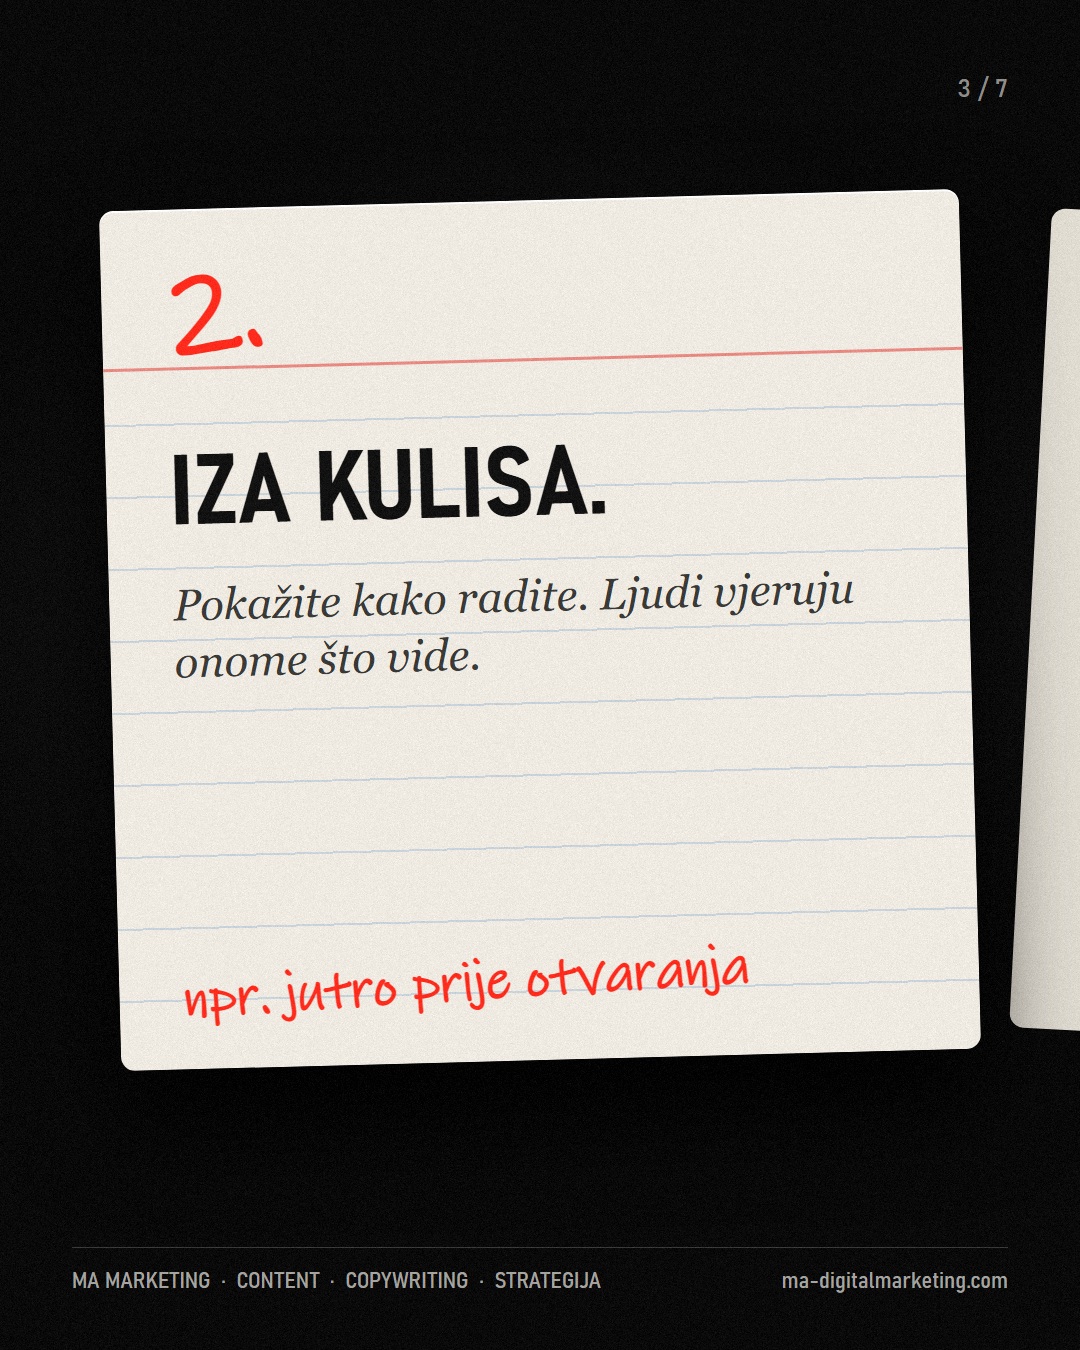 3 / 7
2.
IZA KULISA.
Pokažite kako radite. Ljudi vjeruju
onome što vide.
npr. jutro prije otvaranja
MA MARKETING · CONTENT · COPYWRITING · STRATEGIJA
ma-digitalmarketing.com